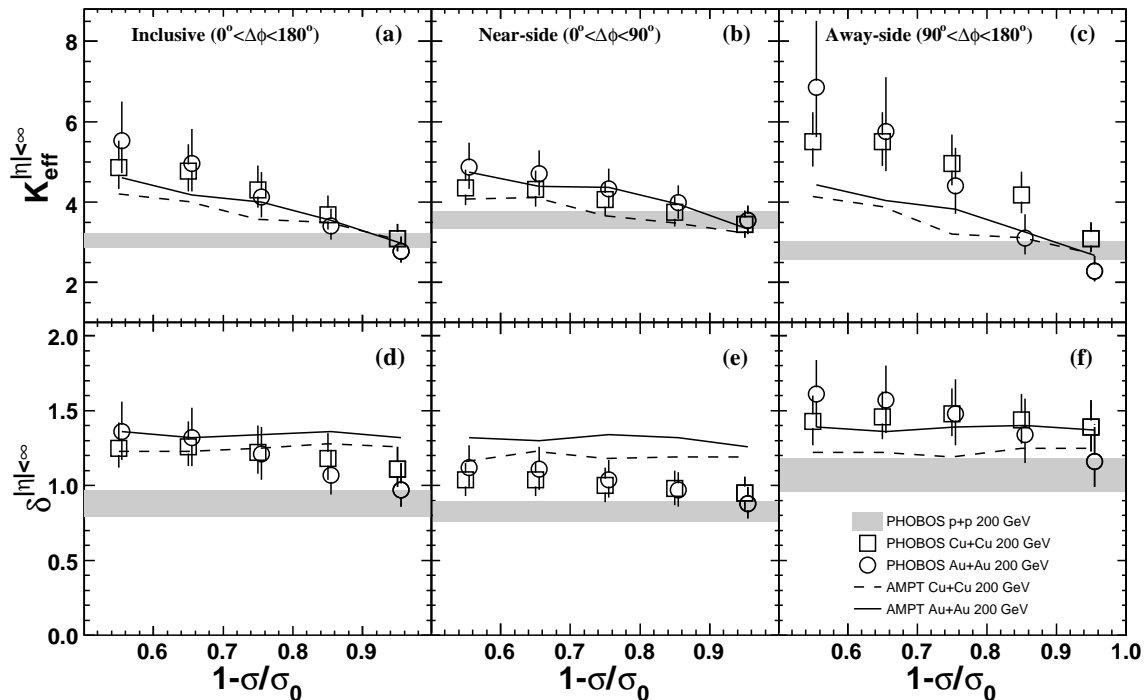 Inclusive (0°<Δϕ<180°) (a)
Near-side (0°<Δϕ<90°) (b)
Away-side (90°<Δϕ<180°) (c)
8
6
4
2
K_eff^|η|<∞
(d)
(e)
(f)
2.0
1.5
1.0
0.5
0.0
δ^|η|<∞
PHOBOS p+p 200 GeV
PHOBOS Cu+Cu 200 GeV
PHOBOS Au+Au 200 GeV
AMPT Cu+Cu 200 GeV
AMPT Au+Au 200 GeV
0.6 0.7 0.8 0.9
0.6 0.7 0.8 0.9
0.6 0.7 0.8 0.9 1.0
1-σ/σ₀
1-σ/σ₀
1-σ/σ₀